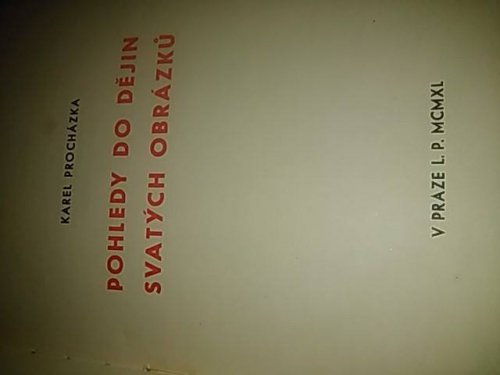 KAREL PROCHÁZKA
POHLEDY DO DĚJIN
SVATÝCH OBRÁZKŮ
V PRAZE L. P. MCMXL